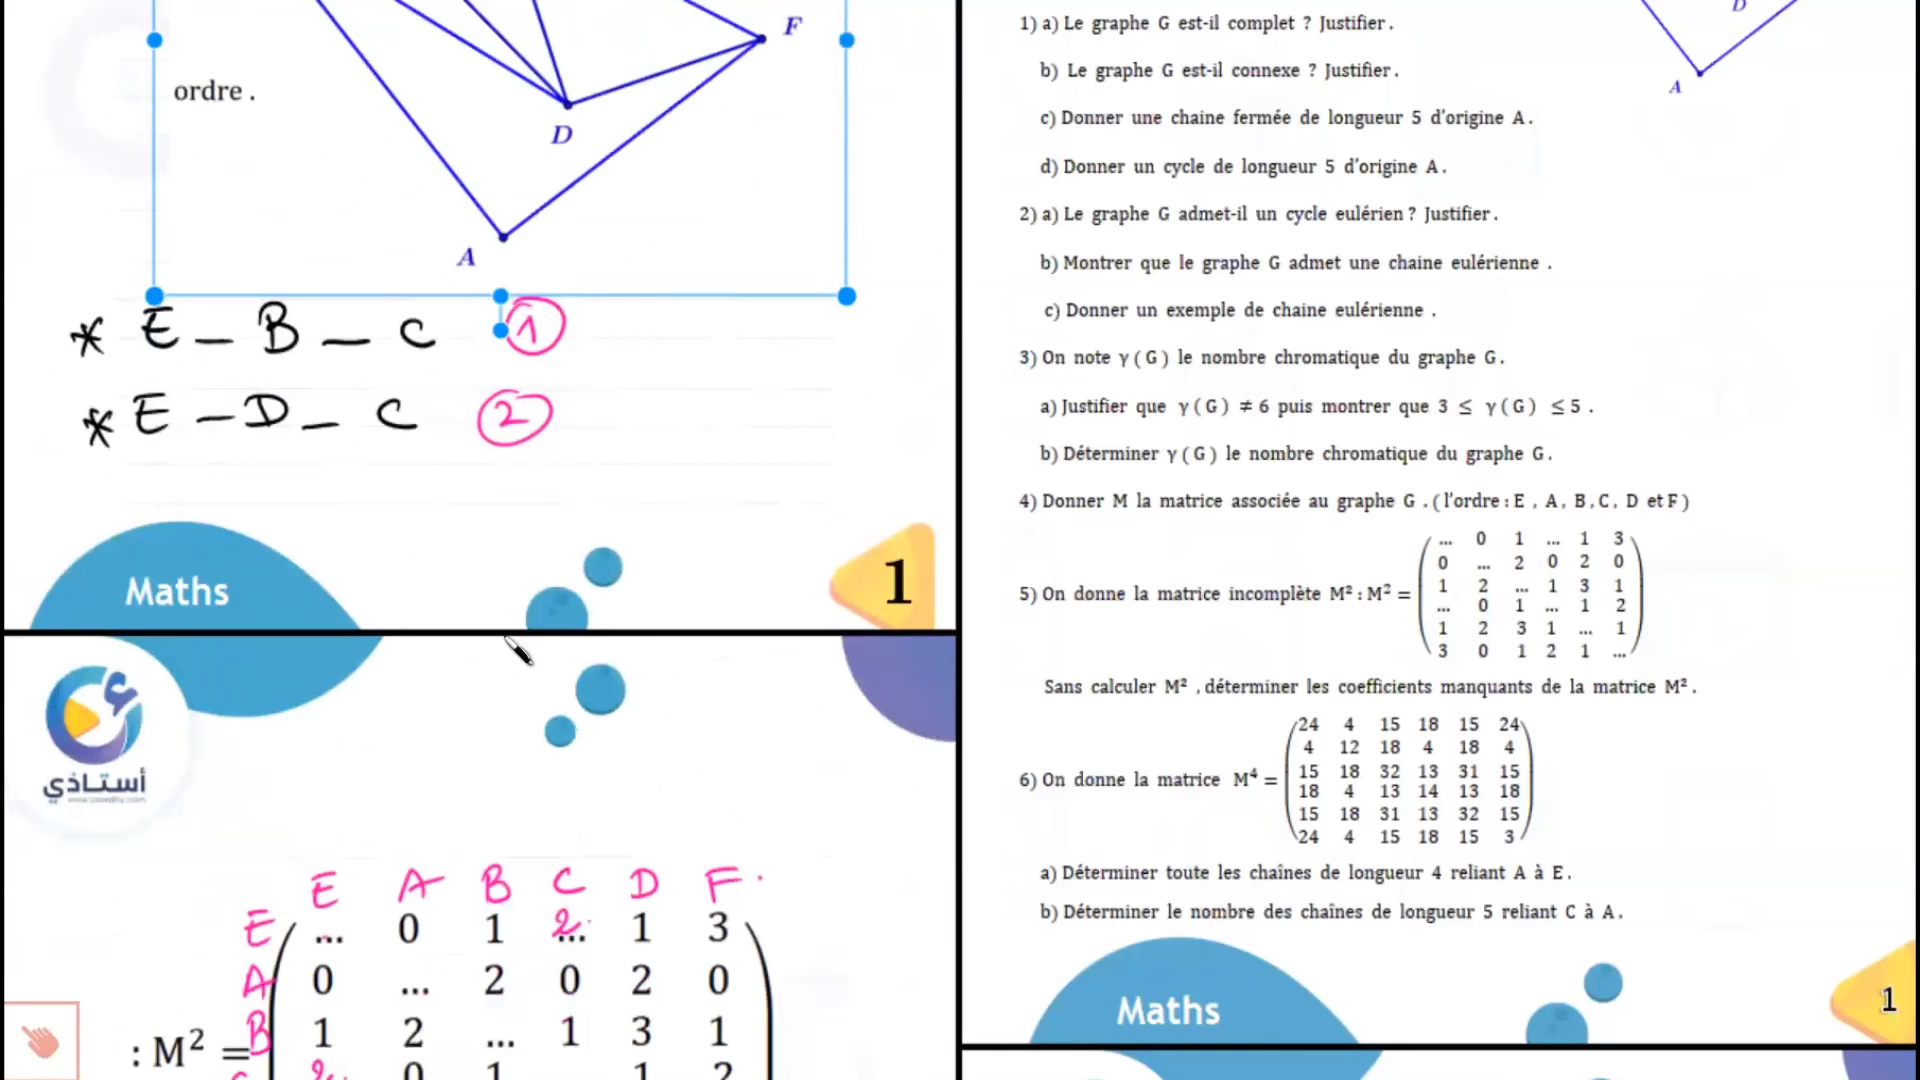 F
ordre .
D
A
* E _ B _ C 1
* E _ D _ C 2
Maths
1
أستاذي
E A B C D F .
E ( ... 0 1 2 ... 1 3
A 0 ... 2 0 2 0
: M² = B 1 2 ... 1 3 1
2 0 1 1 2
D
A
1) a) Le graphe G est-il complet ? Justifier .
b) Le graphe G est-il connexe ? Justifier .
c) Donner une chaine fermée de longueur 5 d'origine A .
d) Donner un cycle de longueur 5 d'origine A .
2) a) Le graphe G admet-il un cycle eulérien ? Justifier .
b) Montrer que le graphe G admet une chaine eulérienne .
c) Donner un exemple de chaine eulérienne .
3) On note γ ( G ) le nombre chromatique du graphe G .
a) Justifier que γ ( G ) ≠ 6 puis montrer que 3 ≤ γ ( G ) ≤ 5 .
b) Déterminer γ ( G ) le nombre chromatique du graphe G .
4) Donner M la matrice associée au graphe G . ( l'ordre : E , A , B , C , D et F )
5) On donne la matrice incomplète M² : M² =
... 0 1 ... 1 3
0 ... 2 0 2 0
1 2 ... 1 3 1
... 0 1 ... 1 2
1 2 3 1 ... 1
3 0 1 2 1 ...
Sans calculer M² , déterminer les coefficients manquants de la matrice M² .
6) On donne la matrice M⁴ =
24 4 15 18 15 24
4 12 18 4 18 4
15 18 32 13 31 15
18 4 13 14 13 18
15 18 31 13 32 15
24 4 15 18 15 3
a) Déterminer toute les chaînes de longueur 4 reliant A à E .
b) Déterminer le nombre des chaînes de longueur 5 reliant C à A .
Maths
1